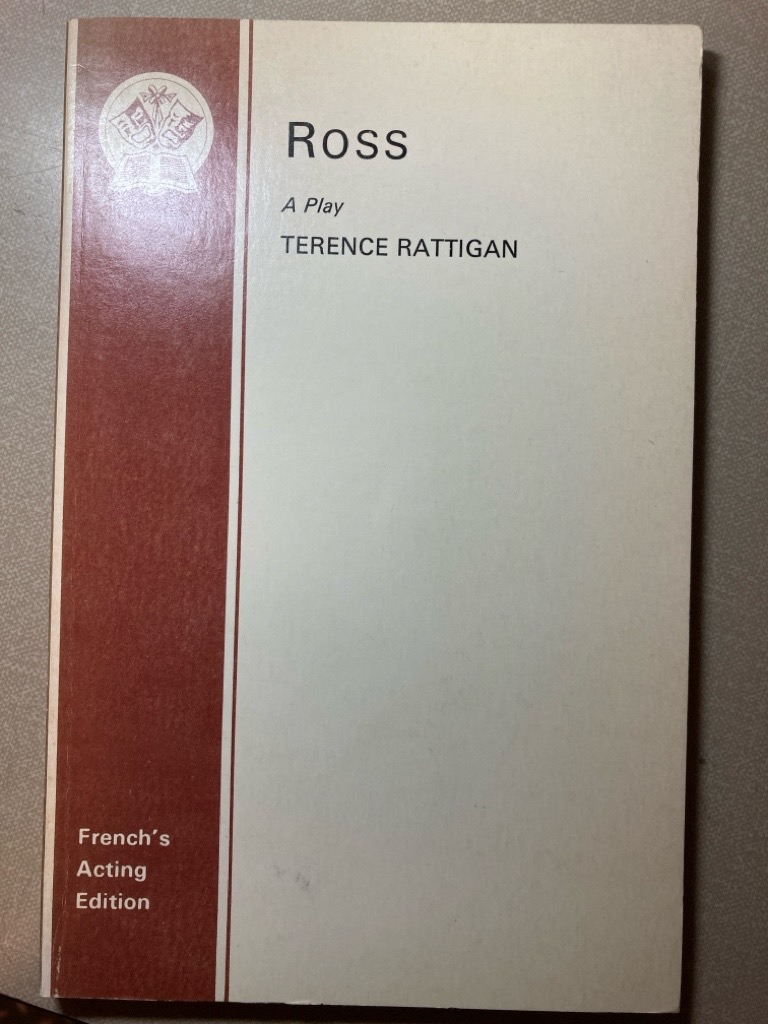 Ross
A Play
TERENCE RATTIGAN
French's
Acting
Edition